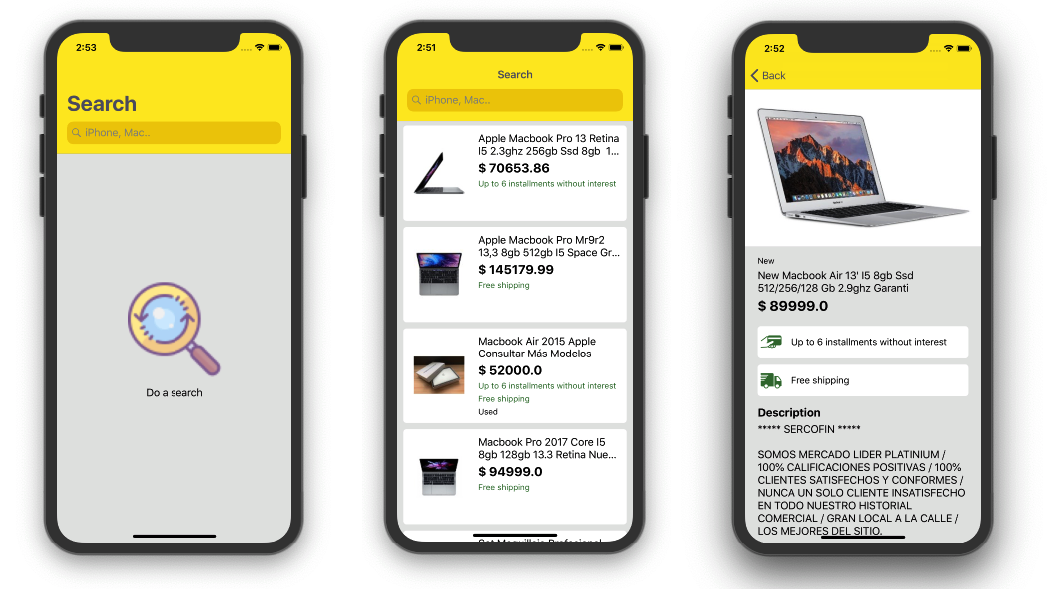 2:53
Search
iPhone, Mac..
Do a search
2:51
Search
iPhone, Mac..
Apple Macbook Pro 13 Retina
I5 2.3ghz 256gb Ssd 8gb 1...
$ 70653.86
Up to 6 installments without interest
Apple Macbook Pro Mr9r2
13,3 8gb 512gb I5 Space Gr...
$ 145179.99
Free shipping
Macbook Air 2015 Apple
Consultar Más Modelos
$ 52000.0
Up to 6 installments without interest
Free shipping
Used
Macbook Pro 2017 Core I5
8gb 128gb 13.3 Retina Nue...
$ 94999.0
Free shipping
Set Maquillaje Profesional
2:52
Back
New
New Macbook Air 13' I5 8gb Ssd
512/256/128 Gb 2.9ghz Garanti
$ 89999.0
Up to 6 installments without interest
Free shipping
Description
***** SERCOFIN *****
SOMOS MERCADO LIDER PLATINIUM /
100% CALIFICACIONES POSITIVAS / 100%
CLIENTES SATISFECHOS Y CONFORMES /
NUNCA UN SOLO CLIENTE INSATISFECHO
EN TODO NUESTRO HISTORIAL
COMERCIAL / GRAN LOCAL A LA CALLE /
LOS MEJORES DEL SITIO.